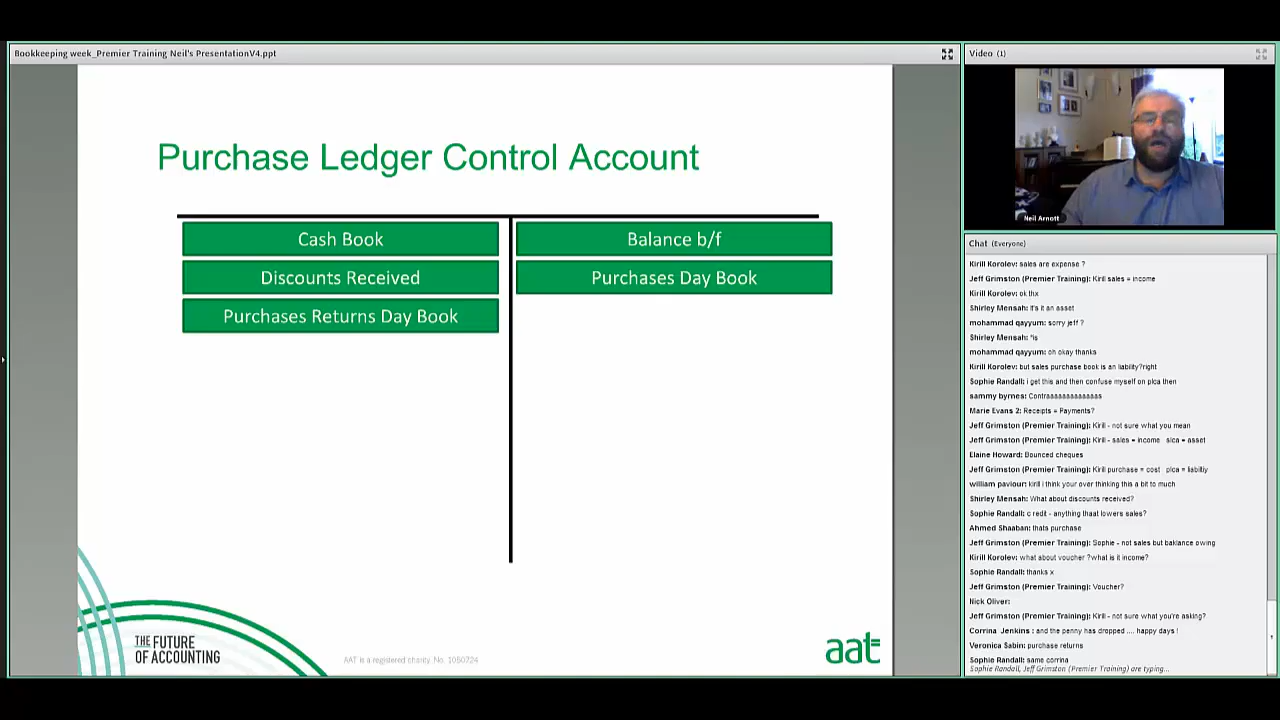 Bookkeeping week_Premier Training Neil's PresentationV4.ppt
Purchase Ledger Control Account
Cash Book
Balance b/f
Discounts Received
Purchases Day Book
Purchases Returns Day Book
THE FUTURE
OF ACCOUNTING
AAT is a registered charity. No. 1050724
aat
Video (1)
Neil Arnott
Chat (Everyone)
Kirill Korolev: sales are expense ?
Jeff Grimston (Premier Training): Kirill sales = income
Kirill Korolev: ok.thx
Shirley Mensah: it's it an asset
mohammad qayyum: sorry jeff ?
Shirley Mensah: *is
mohammad qayyum: oh okay thanks
Kirill Korolev: but sales purchase book is an liability?right
Sophie Randall: i get this and then confuse myself on plca then
sammy byrnes: Contraaaaaaaaaaaaaa
Marie Evans 2: Receipts = Payments?
Jeff Grimston (Premier Training): Kirill - not sure what you mean
Jeff Grimston (Premier Training): Kirill - sales = income slca = asset
Elaine Howard: Bounced cheques
Jeff Grimston (Premier Training): Kirill purchase = cost plca = liabiltiy
william paviour: kirill i think your over thinking this a bit to much
Shirley Mensah: What about discounts received?
Sophie Randall: c redit - anything thaat lowers sales?
Ahmed Shaaban: thats purchase
Jeff Grimston (Premier Training): Sophie - not sales but baklance owing
Kirill Korolev: what about voucher ?what is it income?
Sophie Randall: thanks x
Jeff Grimston (Premier Training): Voucher?
Nick Oliver:
Jeff Grimston (Premier Training): Kirill - not sure what you're asking?
Corrina Jenkins : and the penny has dropped .... happy days !
Veronica Sabin: purchase returns
Sophie Randall: same corrina
Sophie Randall, Jeff Grimston (Premier Training) are typing...